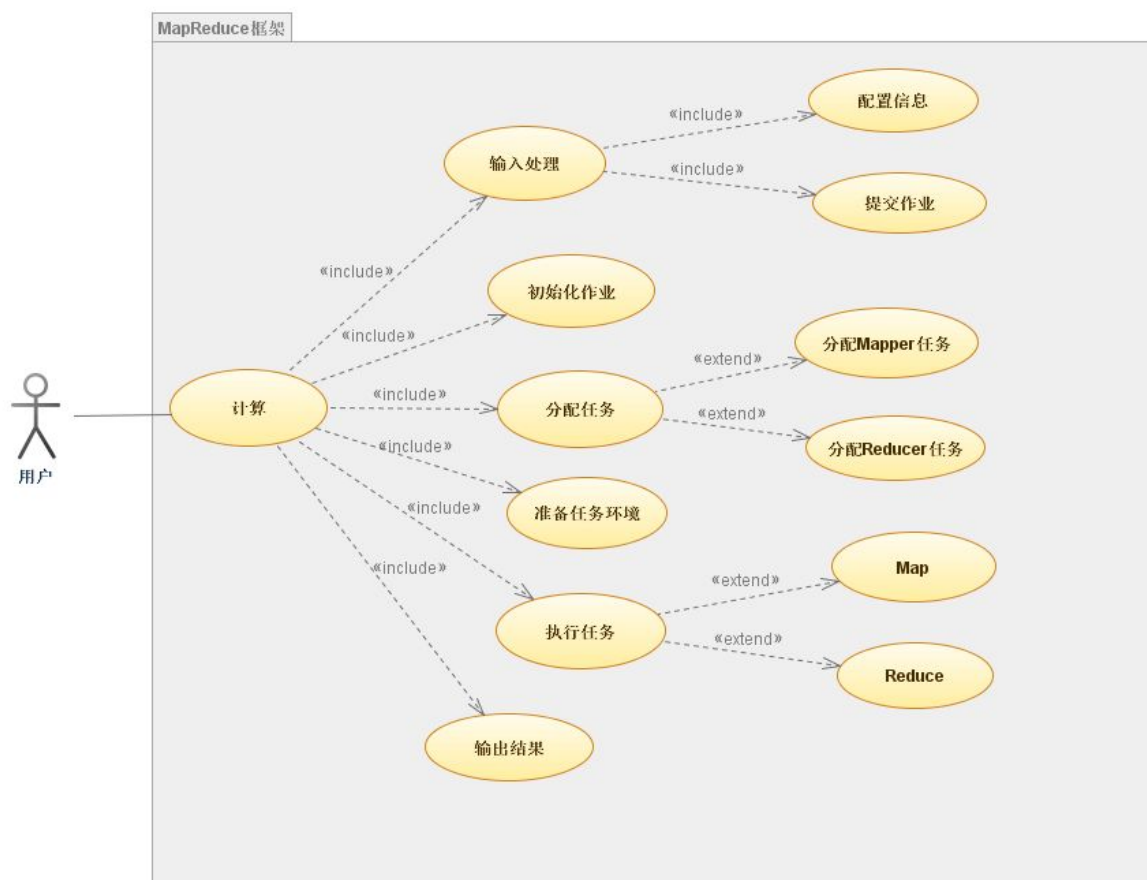 MapReduce框架
配置信息
«include»
输入处理
«include»
提交作业
«include»
初始化作业
«include»
分配Mapper任务
«extend»
计算
«include»
分配任务
«extend»
分配Reducer任务
«include»
用户
准备任务环境
«include»
«include»
«extend»
Map
执行任务
«extend»
Reduce
输出结果